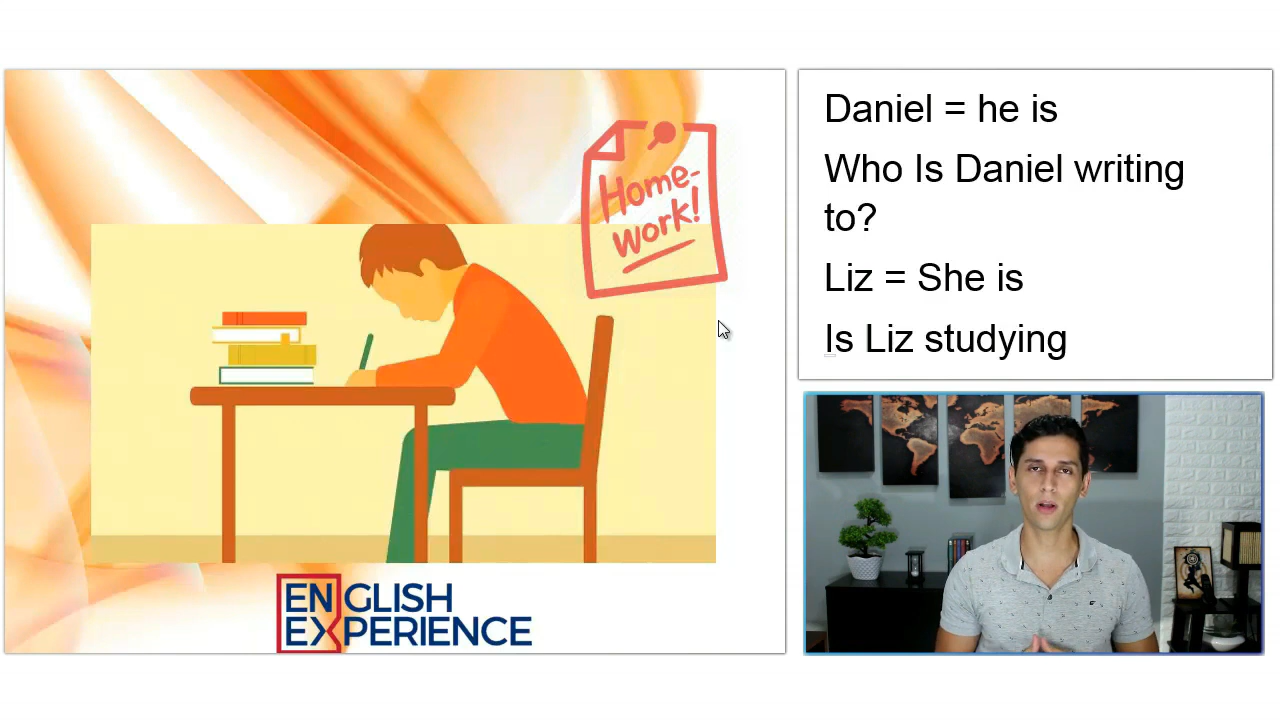 Home-
work!
ENGLISH
EXPERIENCE
Daniel = he is
Who Is Daniel writing
to?
Liz = She is
Is Liz studying